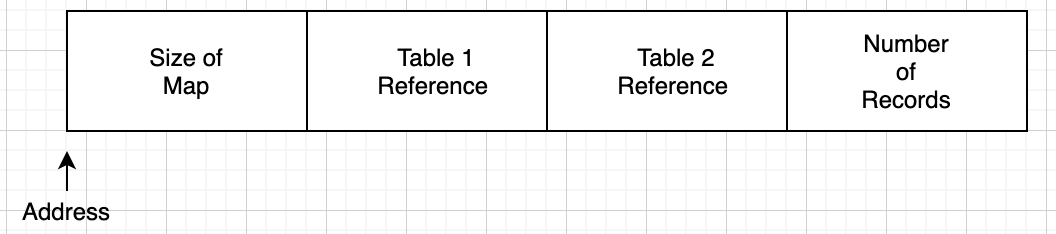 Size of
Map
Table 1
Reference
Table 2
Reference
Number
of
Records
Address